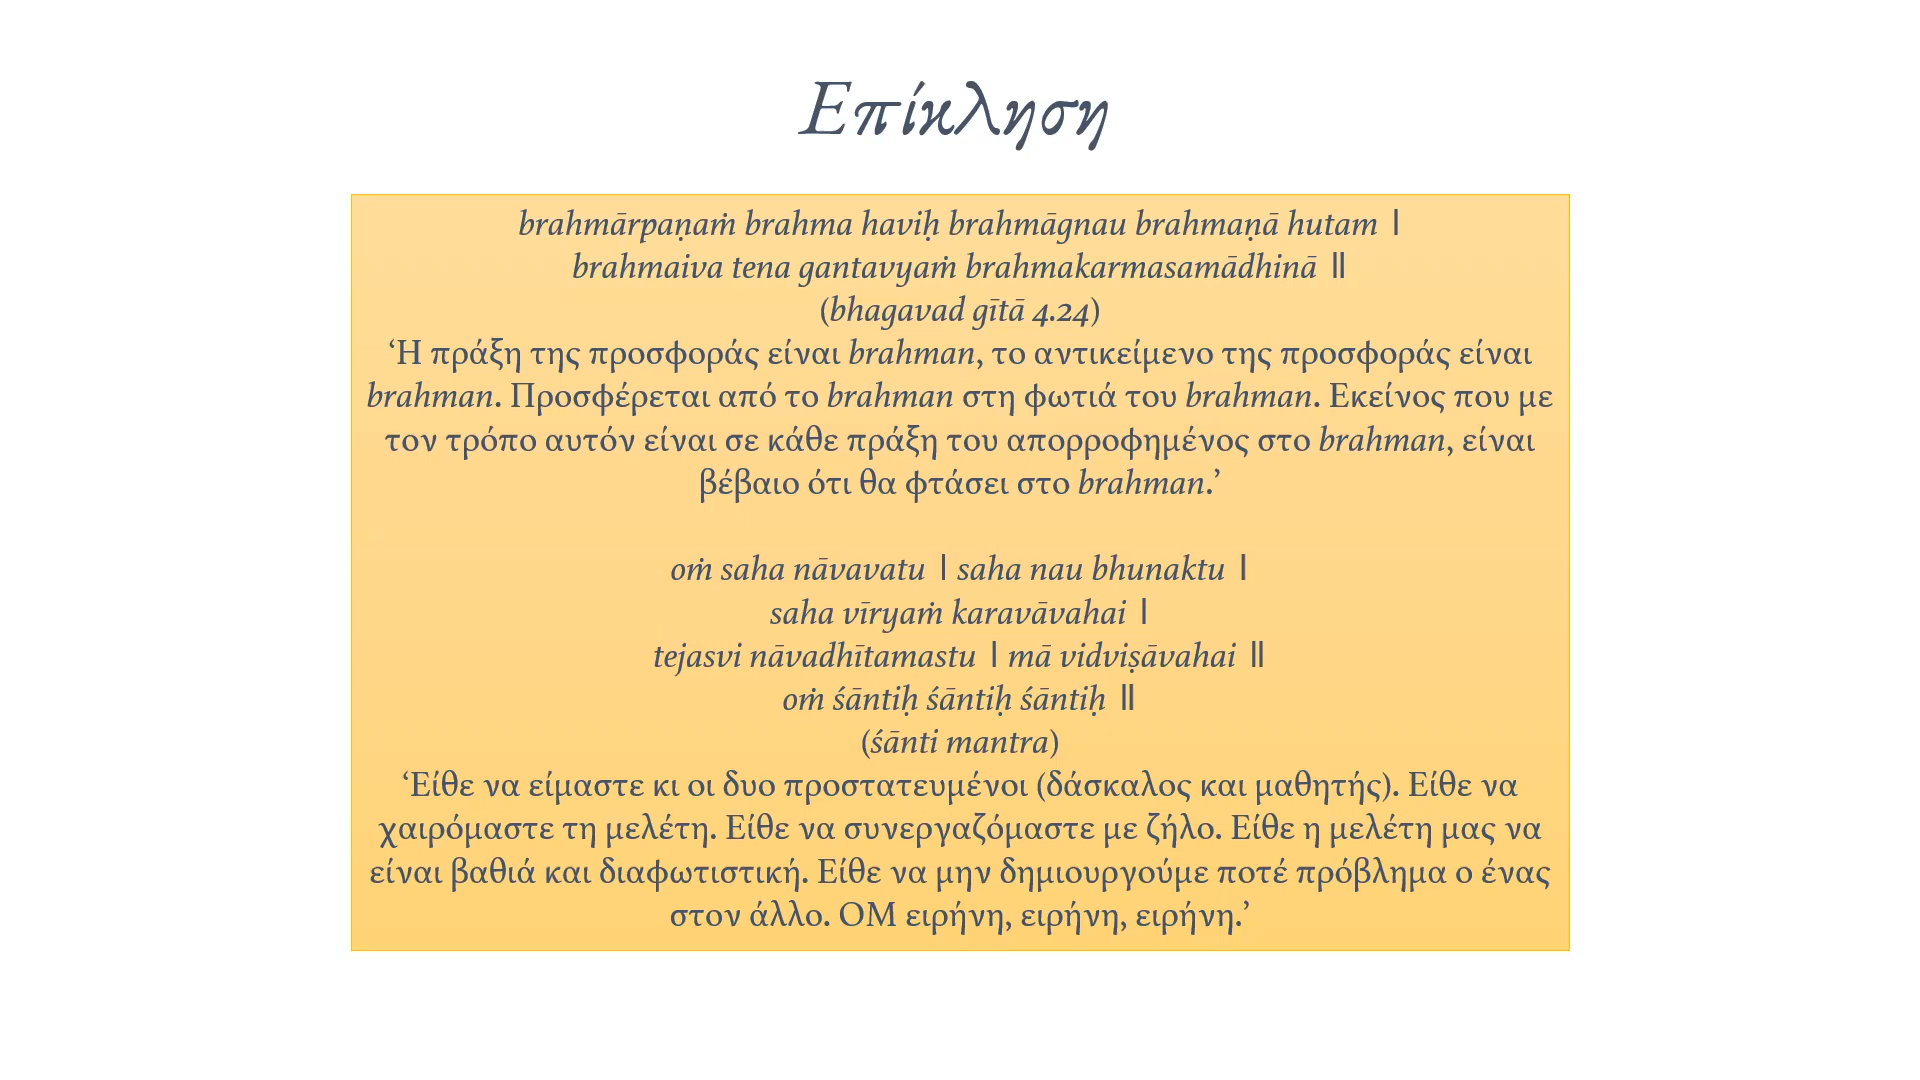 Επίκληση
brahmārpaṇaṁ brahma haviḥ brahmāgnau brahmaṇā hutam ।
brahmaiva tena gantavyaṁ brahmakarmasamādhinā ॥
(bhagavad gītā 4.24)
‘Η πράξη της προσφοράς είναι brahman, το αντικείμενο της προσφοράς είναι
brahman. Προσφέρεται από το brahman στη φωτιά του brahman. Εκείνος που με
τον τρόπο αυτόν είναι σε κάθε πράξη του απορροφημένος στο brahman, είναι
βέβαιο ότι θα φτάσει στο brahman.’
oṁ saha nāvavatu । saha nau bhunaktu ।
saha vīryaṁ karavāvahai ।
tejasvi nāvadhītamastu । mā vidviṣāvahai ॥
oṁ śāntiḥ śāntiḥ śāntiḥ ॥
(śānti mantra)
‘Είθε να είμαστε κι οι δυο προστατευμένοι (δάσκαλος και μαθητής). Είθε να
χαιρόμαστε τη μελέτη. Είθε να συνεργαζόμαστε με ζήλο. Είθε η μελέτη μας να
είναι βαθιά και διαφωτιστική. Είθε να μην δημιουργούμε ποτέ πρόβλημα ο ένας
στον άλλο. ΟΜ ειρήνη, ειρήνη, ειρήνη.’